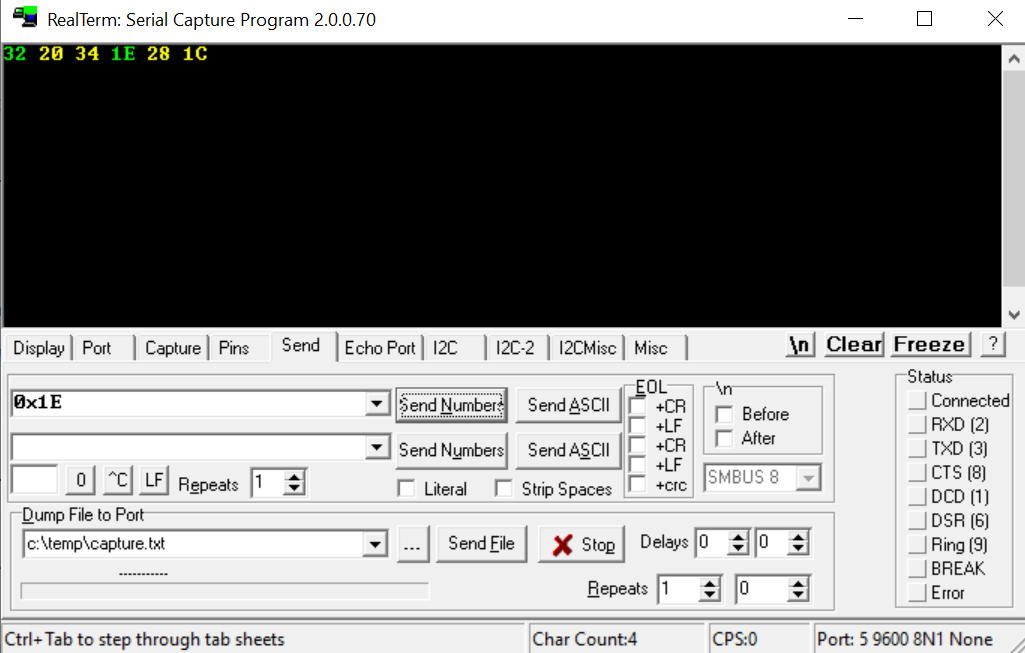 RealTerm: Serial Capture Program 2.0.0.70
32 20 34 1E 28 1C
Display Port Capture Pins Send Echo Port I2C I2C-2 I2CMisc Misc \n Clear Freeze ?
0x1E
Send Numbers Send ASCII
Send Numbers Send ASCII
0 ^C LF Repeats 1
Literal Strip Spaces
EOL
+CR
+LF
+CR
+LF
+crc
\n
Before
After
SMBUS 8
Dump File to Port
c:\temp\capture.txt ... Send File Stop Delays 0 0
-----------
Repeats 1 0
Status
Connected
RXD (2)
TXD (3)
CTS (8)
DCD (1)
DSR (6)
Ring (9)
BREAK
Error
Ctrl+Tab to step through tab sheets Char Count:4 CPS:0 Port: 5 9600 8N1 None